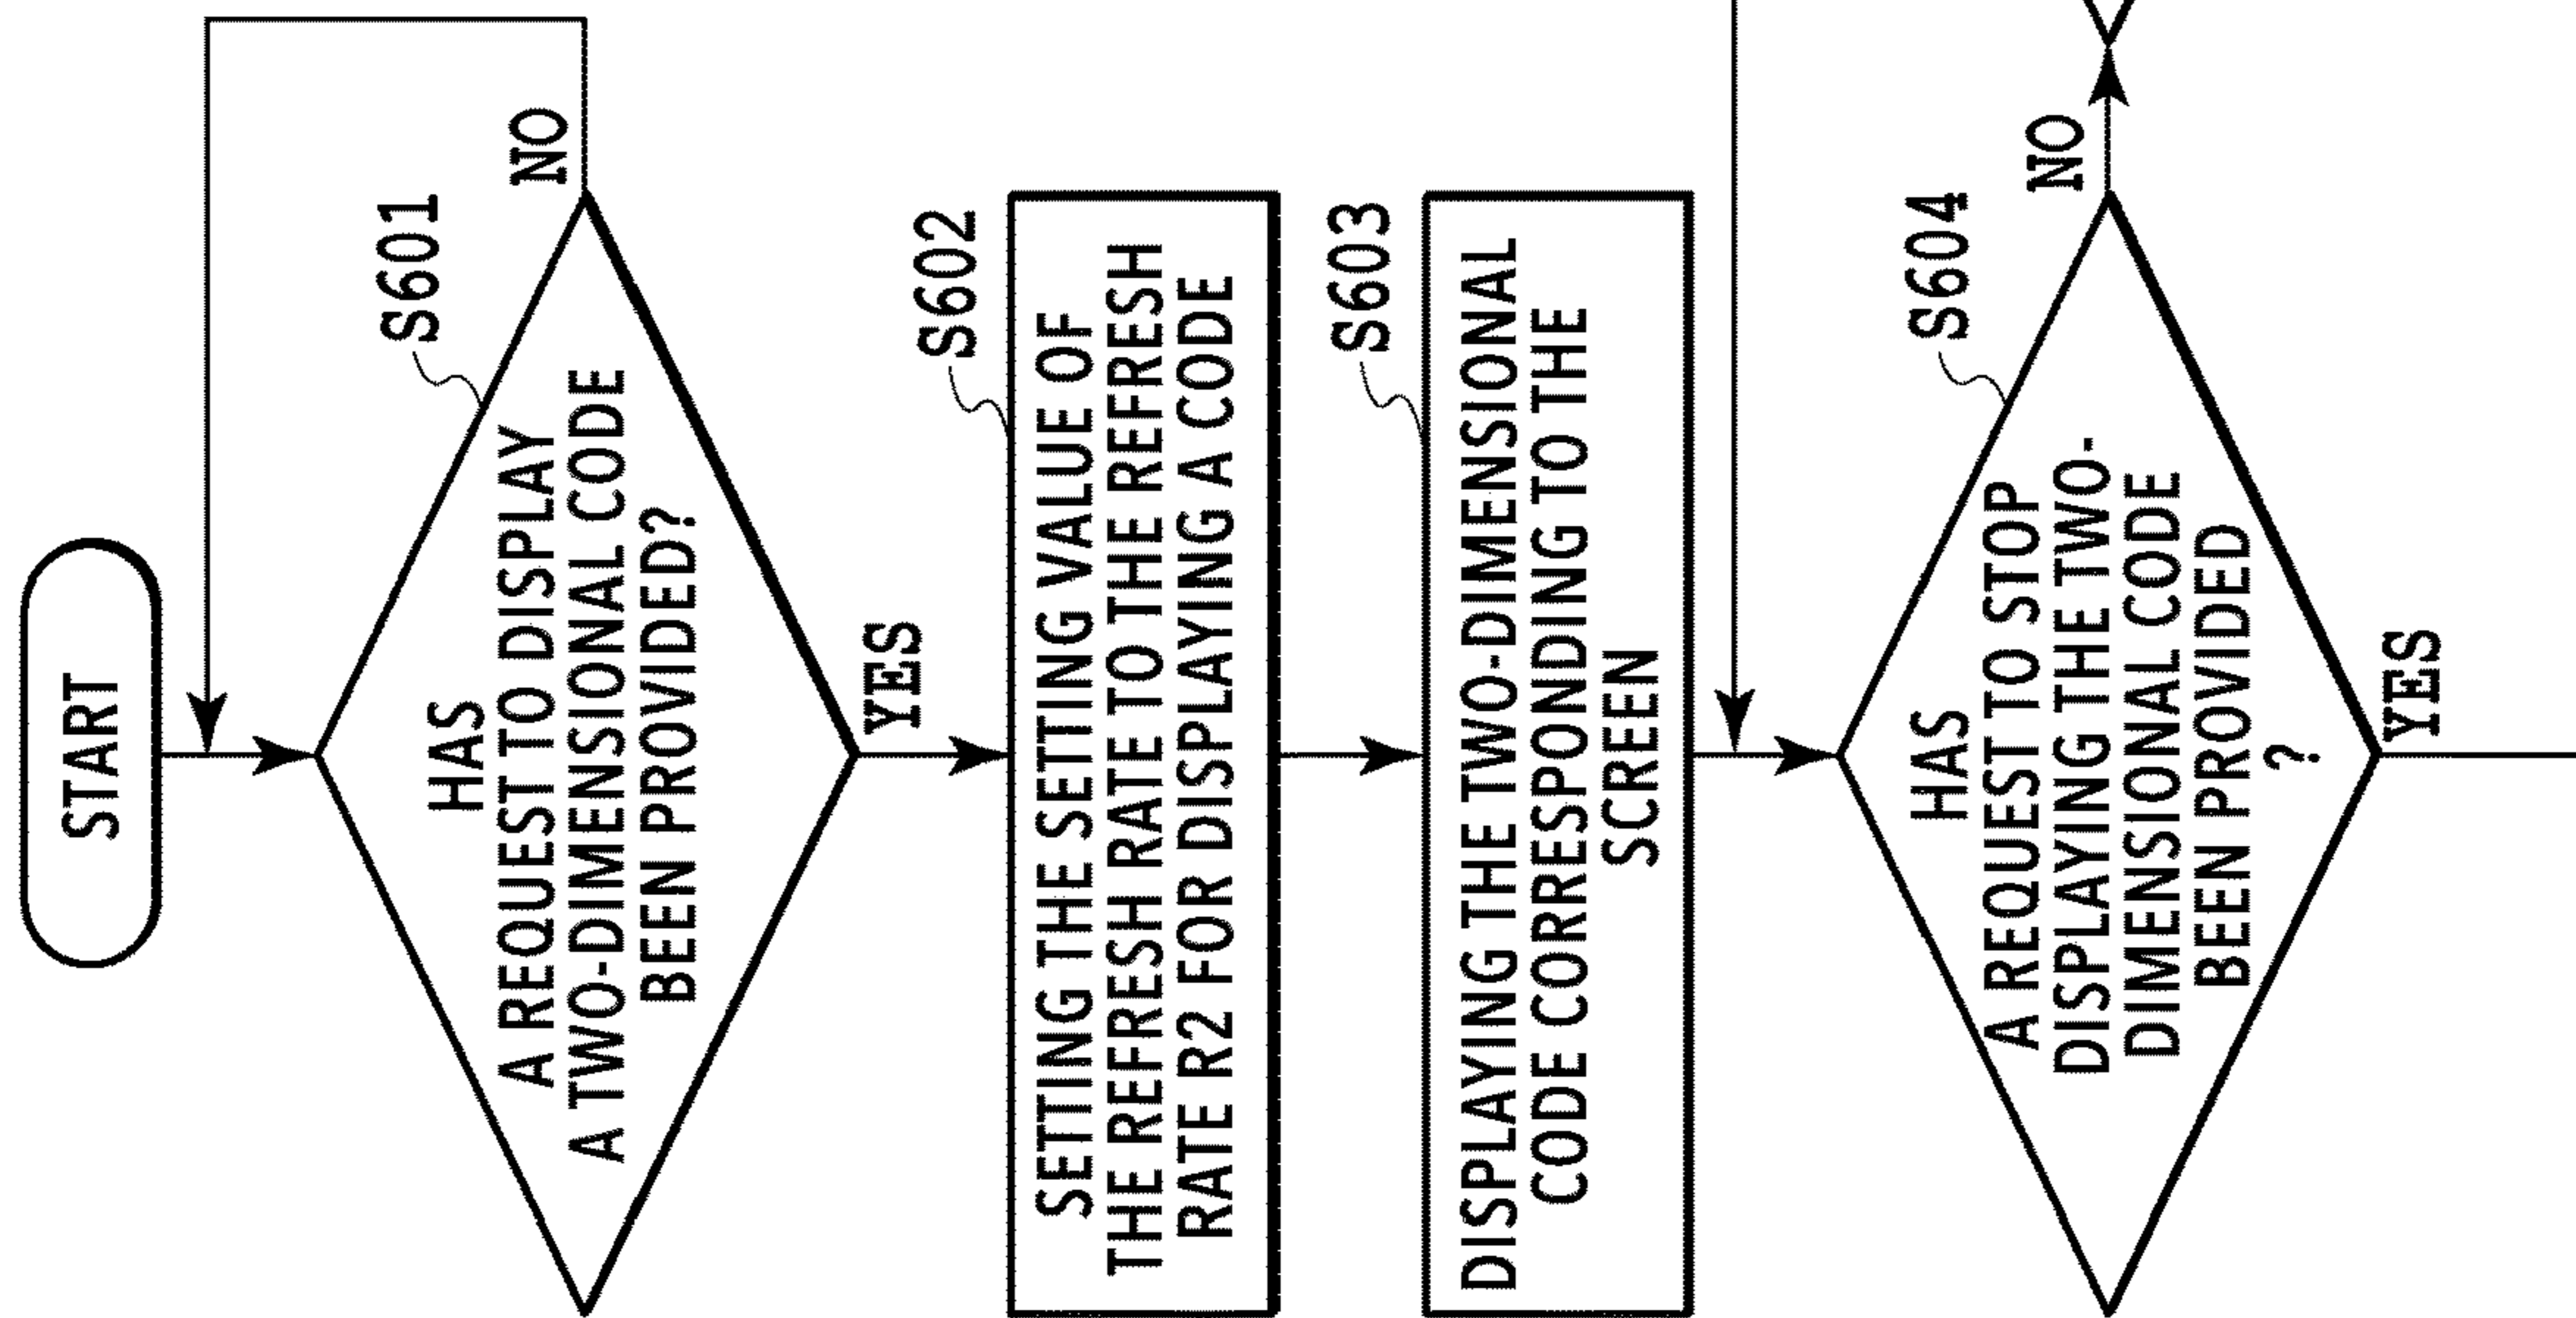 START
S601
HAS
A REQUEST TO DISPLAY
A TWO-DIMENSIONAL CODE
BEEN PROVIDED?
NO
YES
S602
SETTING THE SETTING VALUE OF
THE REFRESH RATE TO THE REFRESH
RATE R2 FOR DISPLAYING A CODE
S603
DISPLAYING THE TWO-DIMENSIONAL
CODE CORRESPONDING TO THE
SCREEN
S604
HAS
A REQUEST TO STOP
DISPLAYING THE TWO-
DIMENSIONAL CODE
BEEN PROVIDED
?
NO
YES